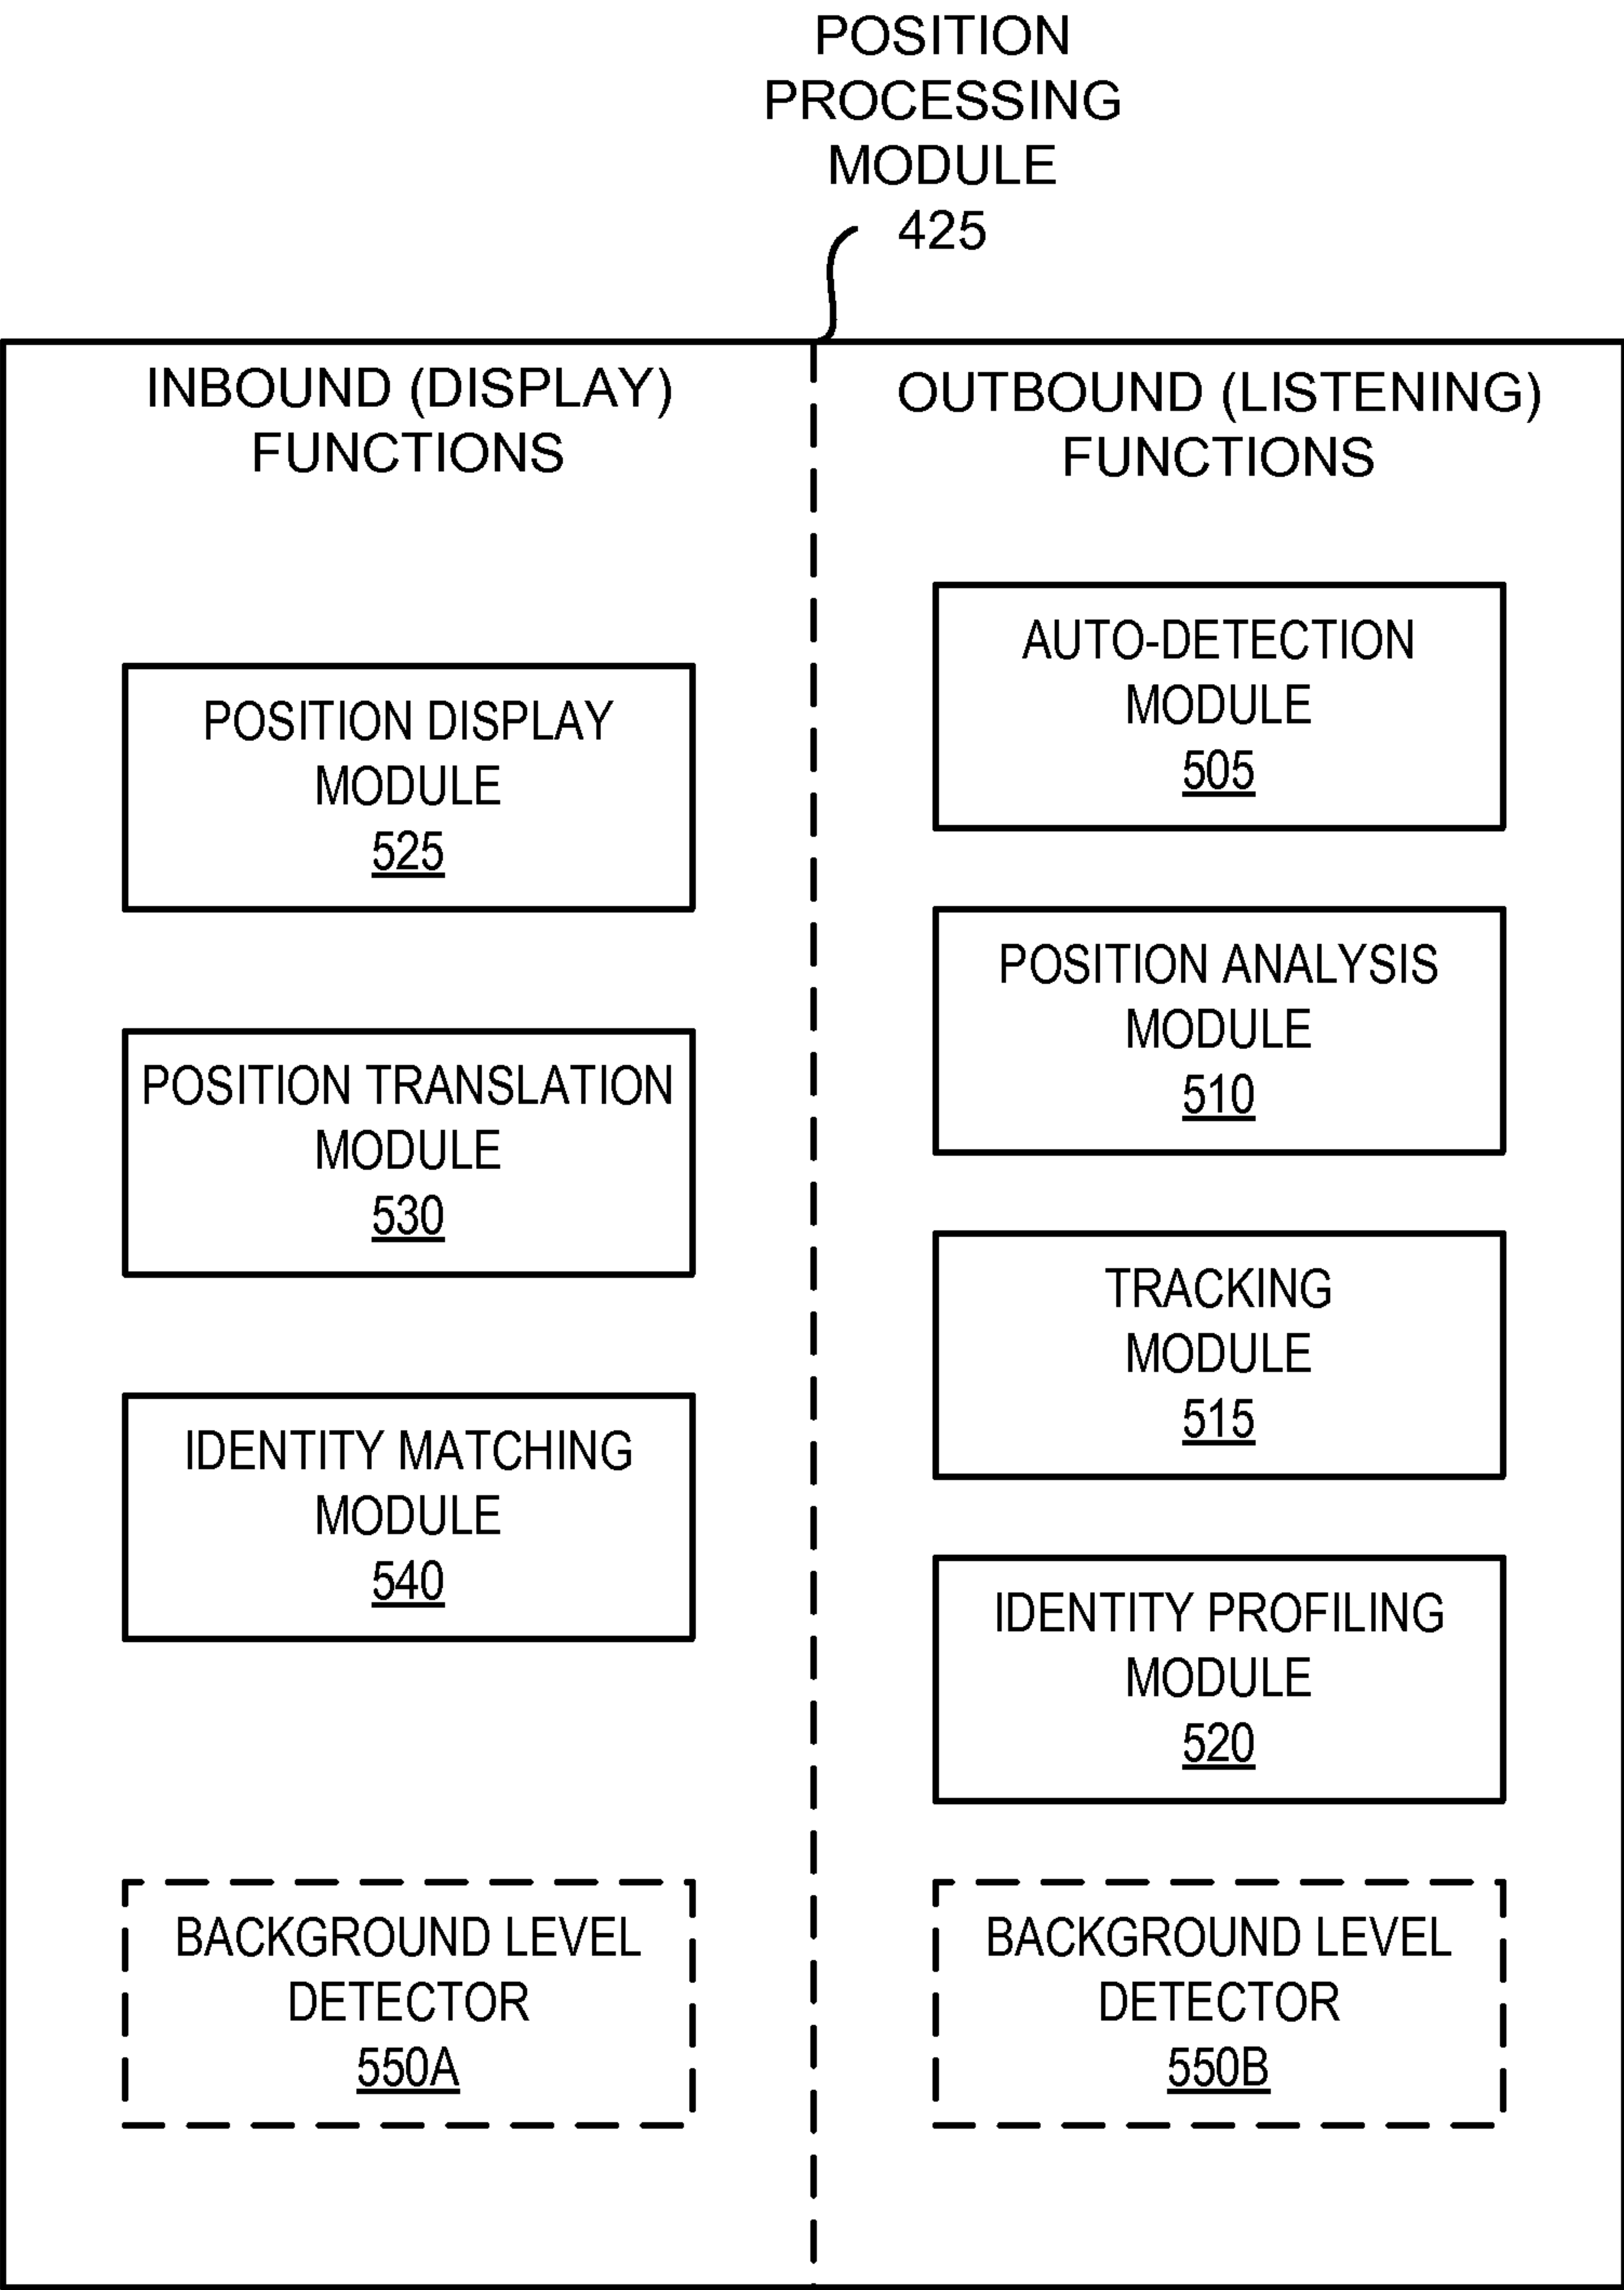 POSITION
PROCESSING
MODULE
425
INBOUND (DISPLAY)
FUNCTIONS
POSITION DISPLAY
MODULE
525
POSITION TRANSLATION
MODULE
530
IDENTITY MATCHING
MODULE
540
BACKGROUND LEVEL
DETECTOR
550A
OUTBOUND (LISTENING)
FUNCTIONS
AUTO-DETECTION
MODULE
505
POSITION ANALYSIS
MODULE
510
TRACKING
MODULE
515
IDENTITY PROFILING
MODULE
520
BACKGROUND LEVEL
DETECTOR
550B